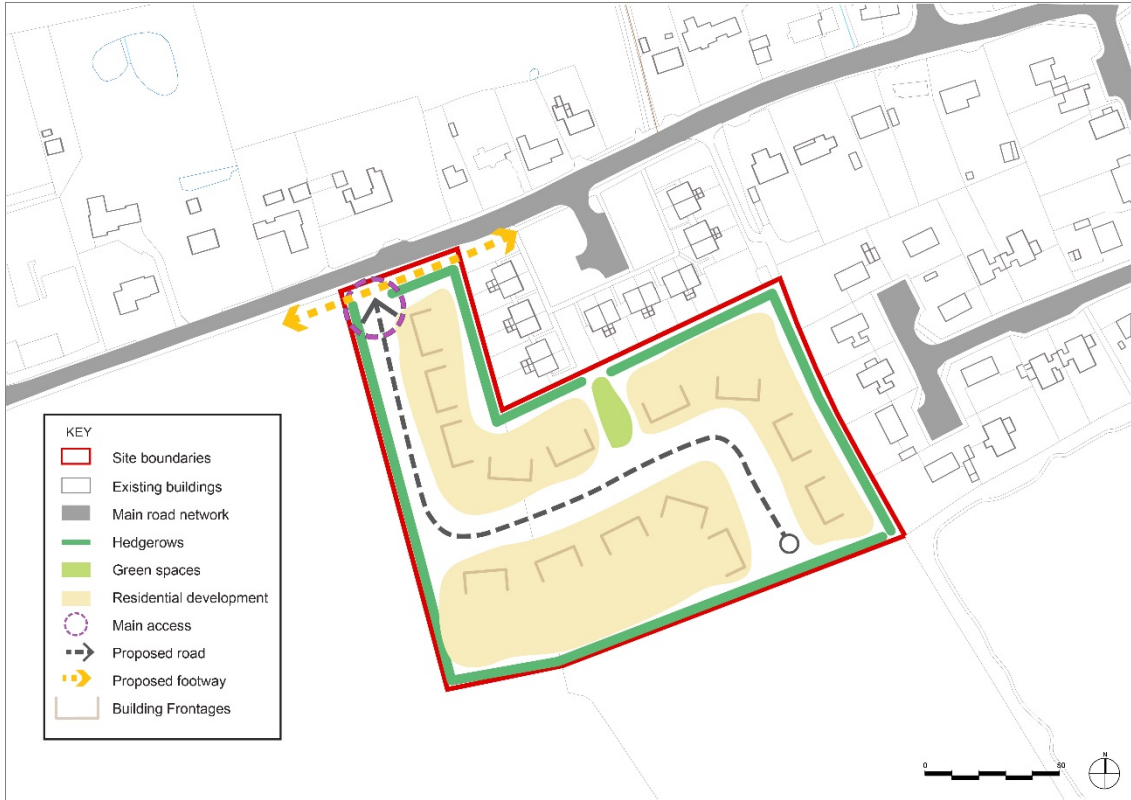 KEY
Site boundaries
Existing buildings
Main road network
Hedgerows
Green spaces
Residential development
Main access
Proposed road
Proposed footway
Building Frontages
0 50
N